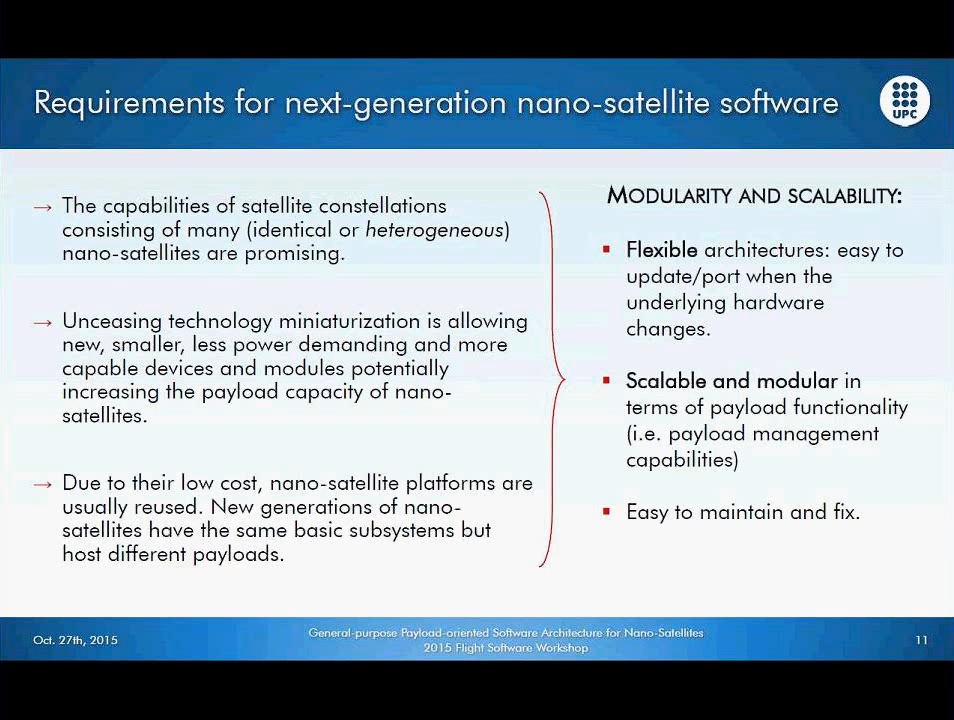 Requirements for next-generation nano-satellite software
UPC
→ The capabilities of satellite constellations
consisting of many (identical or heterogeneous)
nano-satellites are promising.
→ Unceasing technology miniaturization is allowing
new, smaller, less power demanding and more
capable devices and modules potentially
increasing the payload capacity of nano-
satellites.
→ Due to their low cost, nano-satellite platforms are
usually reused. New generations of nano-
satellites have the same basic subsystems but
host different payloads.
MODULARITY AND SCALABILITY:
▪ Flexible architectures: easy to
update/port when the
underlying hardware
changes.
▪ Scalable and modular in
terms of payload functionality
(i.e. payload management
capabilities)
▪ Easy to maintain and fix.
Oct. 27th, 2015
General-purpose Payload-oriented Software Architecture for Nano-Satellites
2015 Flight Software Workshop
11